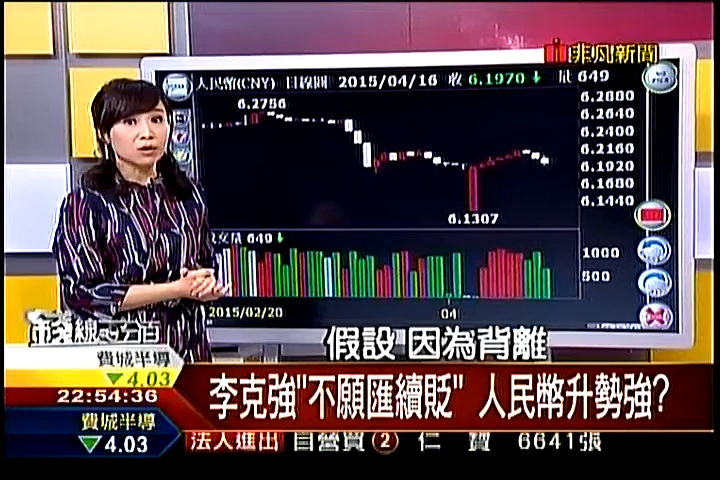 非凡新聞
人民幣(CNY) 日線圖 2015/04/16 收 6.1970↓ 量 649
6.2756
6.2880
6.2640
6.2400
6.2160
6.1920
6.1680
6.1440
6.1307
成交量 649↓
1000
500
2015/02/20
04
錢線百分百
假設 因為背離
費城半導
▼4.03
22:54:36
李克強"不願匯續貶" 人民幣升勢強?
費城半導
▼4.03
法人進出 自營買② 仁 寶 6641張